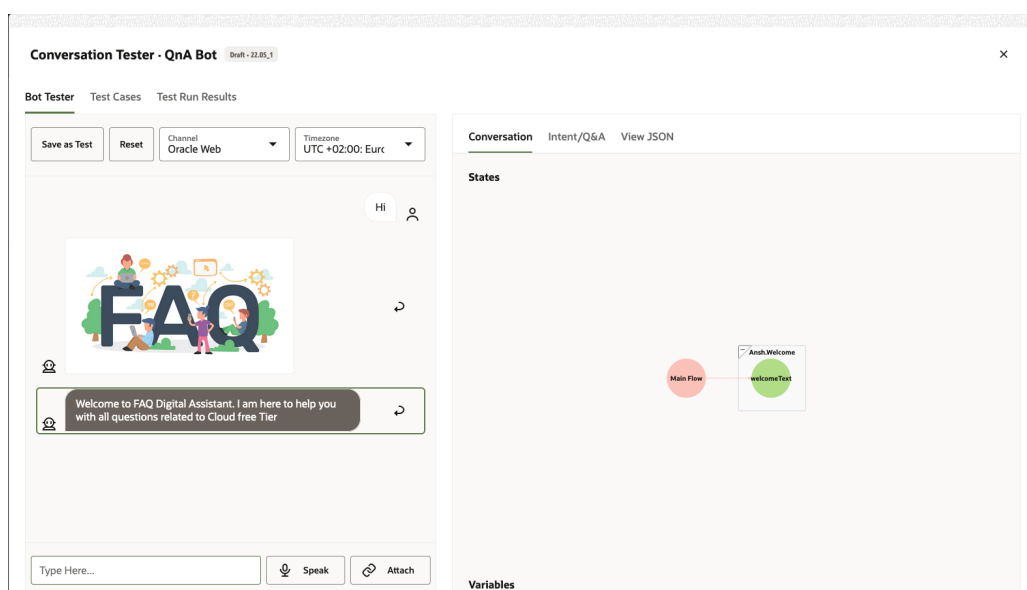 Conversation Tester · QnA Bot Draft • 22.05_1
Bot Tester Test Cases Test Run Results
Save as Test
Reset
Channel
Oracle Web
Timezone
UTC +02:00: Eurc
Hi
FAQ
Welcome to FAQ Digital Assistant. I am here to help you
with all questions related to Cloud free Tier
Type Here...
Speak
Attach
Conversation Intent/Q&A View JSON
States
Ansh.Welcome
Main Flow
welcomeText
Variables